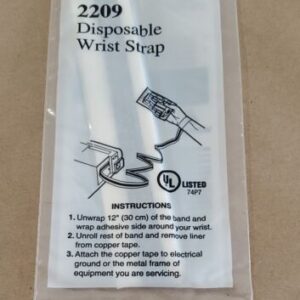 2209
Disposable
Wrist Strap
UL LISTED
74P7
INSTRUCTIONS
1. Unwrap 12" (30 cm) of the band and
wrap adhesive side around your wrist.
2. Unroll rest of band and remove liner
from copper tape.
3. Attach the copper tape to electrical
ground or the metal frame of
equipment you are servicing.